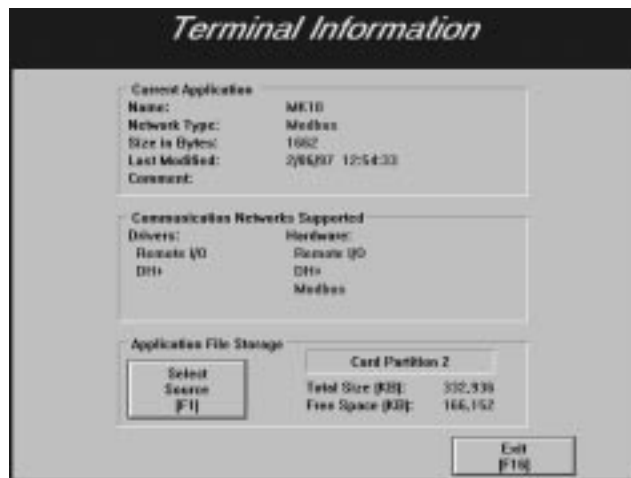 Terminal Information
Current Application
Name: MK10
Network Type: Modbus
Size in Bytes: 1662
Last Modified: 2/06/97 12:54:33
Comment:
Communication Networks Supported
Drivers: Hardware:
Remote I/O Remote I/O
DH+ DH+
Modbus
Application File Storage
Select
Source
[F1]
Card Partition 2
Total Size (KB): 332,936
Free Space (KB): 166,152
Exit
[F16]